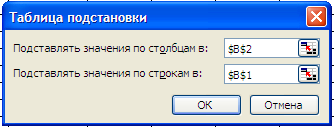 Таблица подстановки
Подставлять значения по столбцам в: $B$2
Подставлять значения по строкам в: $B$1
ОК Отмена